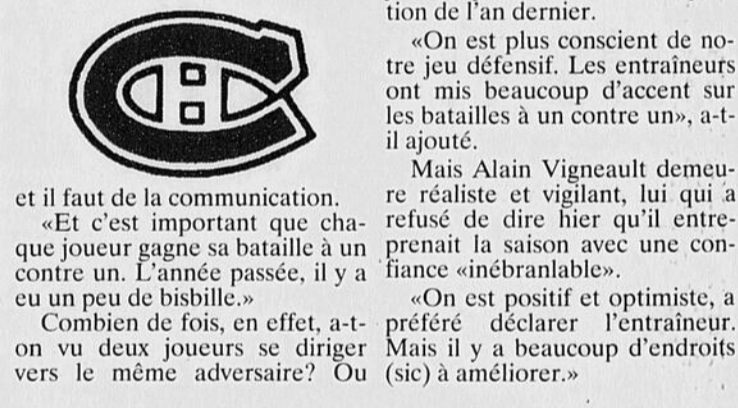 et il faut de la communication.
«Et c'est important que cha-
que joueur gagne sa bataille à un
contre un. L'année passée, il y a
eu un peu de bisbille.»
Combien de fois, en effet, a-t-
on vu deux joueurs se diriger
vers le même adversaire? Ou
tion de l'an dernier.
«On est plus conscient de no-
tre jeu défensif. Les entraîneurs
ont mis beaucoup d'accent sur
les batailles à un contre un», a-t-
il ajouté.
Mais Alain Vigneault demeu-
re réaliste et vigilant, lui qui a
refusé de dire hier qu'il entre-
prenait la saison avec une con-
fiance «inébranlable».
«On est positif et optimiste, a
préféré déclarer l'entraîneur.
Mais il y a beaucoup d'endroits
(sic) à améliorer.»